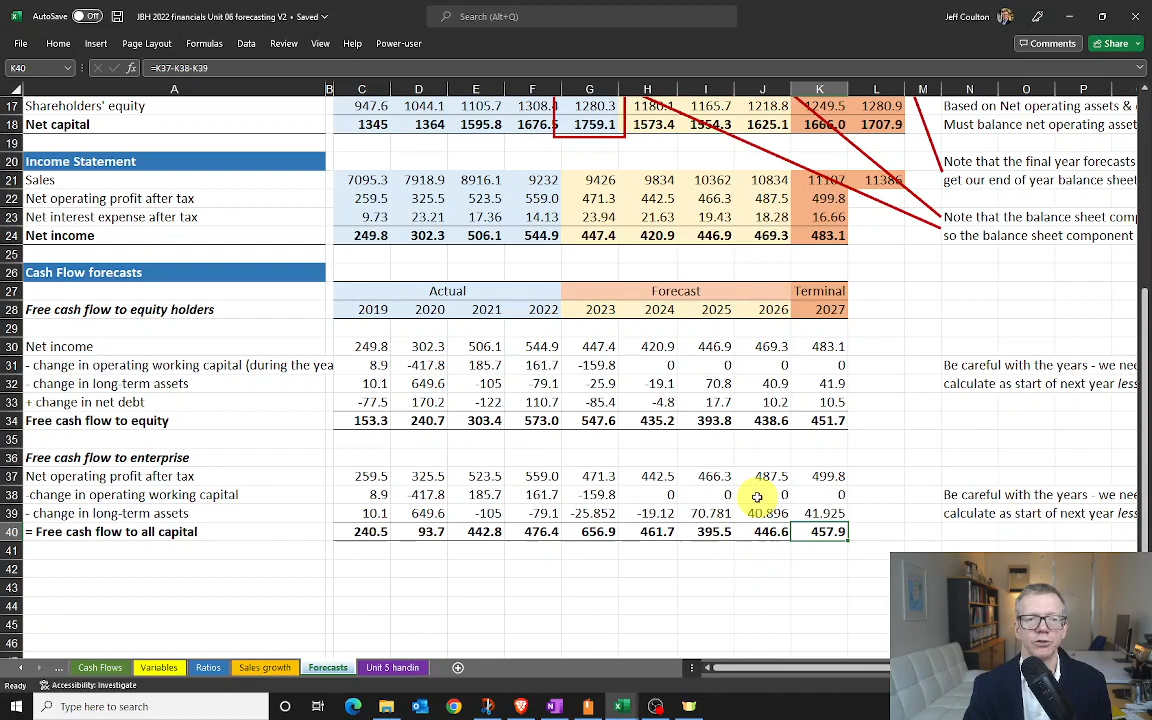 AutoSave Off JBH 2022 financials Unit 06 forecasting V2 • Saved Search (Alt+Q) Jeff Coulton
File Home Insert Page Layout Formulas Data Review View Help Power-user Comments Share
K40 fx =K37-K38-K39
A B C D E F G H I J K L M N O P
17 Shareholders' equity 947.6 1044.1 1105.7 1308.4 1280.3 1180.1 1165.7 1218.8 1249.5 1280.9 Based on Net operating assets &
18 Net capital 1345 1364 1595.8 1676.5 1759.1 1573.4 1554.3 1625.1 1666.0 1707.9 Must balance net operating asset
19
20 Income Statement Note that the final year forecasts
21 Sales 7095.3 7918.9 8916.1 9232 9426 9834 10362 10834 11107 11386 get our end of year balance sheet
22 Net operating profit after tax 259.5 325.5 523.5 559.0 471.3 442.5 466.3 487.5 499.8
23 Net interest expense after tax 9.73 23.21 17.36 14.13 23.94 21.63 19.43 18.28 16.66 Note that the balance sheet com
24 Net income 249.8 302.3 506.1 544.9 447.4 420.9 446.9 469.3 483.1 so the balance sheet component
25
26 Cash Flow forecasts
27 Actual Forecast Terminal
28 Free cash flow to equity holders 2019 2020 2021 2022 2023 2024 2025 2026 2027
29
30 Net income 249.8 302.3 506.1 544.9 447.4 420.9 446.9 469.3 483.1
31 - change in operating working capital (during the yea 8.9 -417.8 185.7 161.7 -159.8 0 0 0 0 Be careful with the years - we ne
32 - change in long-term assets 10.1 649.6 -105 -79.1 -25.9 -19.1 70.8 40.9 41.9 calculate as start of next year less
33 + change in net debt -77.5 170.2 -122 110.7 -85.4 -4.8 17.7 10.2 10.5
34 Free cash flow to equity 153.3 240.7 303.4 573.0 547.6 435.2 393.8 438.6 451.7
35
36 Free cash flow to enterprise
37 Net operating profit after tax 259.5 325.5 523.5 559.0 471.3 442.5 466.3 487.5 499.8
38 -change in operating working capital 8.9 -417.8 185.7 161.7 -159.8 0 0 0 0 Be careful with the years - we ne
39 - change in long-term assets 10.1 649.6 -105 -79.1 -25.852 -19.12 70.781 40.896 41.925 calculate as start of next year less
40 = Free cash flow to all capital 240.5 93.7 442.8 476.4 656.9 461.7 395.5 446.6 457.9
41
42
43
44
45
46
... Cash Flows Variables Ratios Sales growth Forecasts Unit 5 handin
Ready Accessibility: Investigate
Type here to search